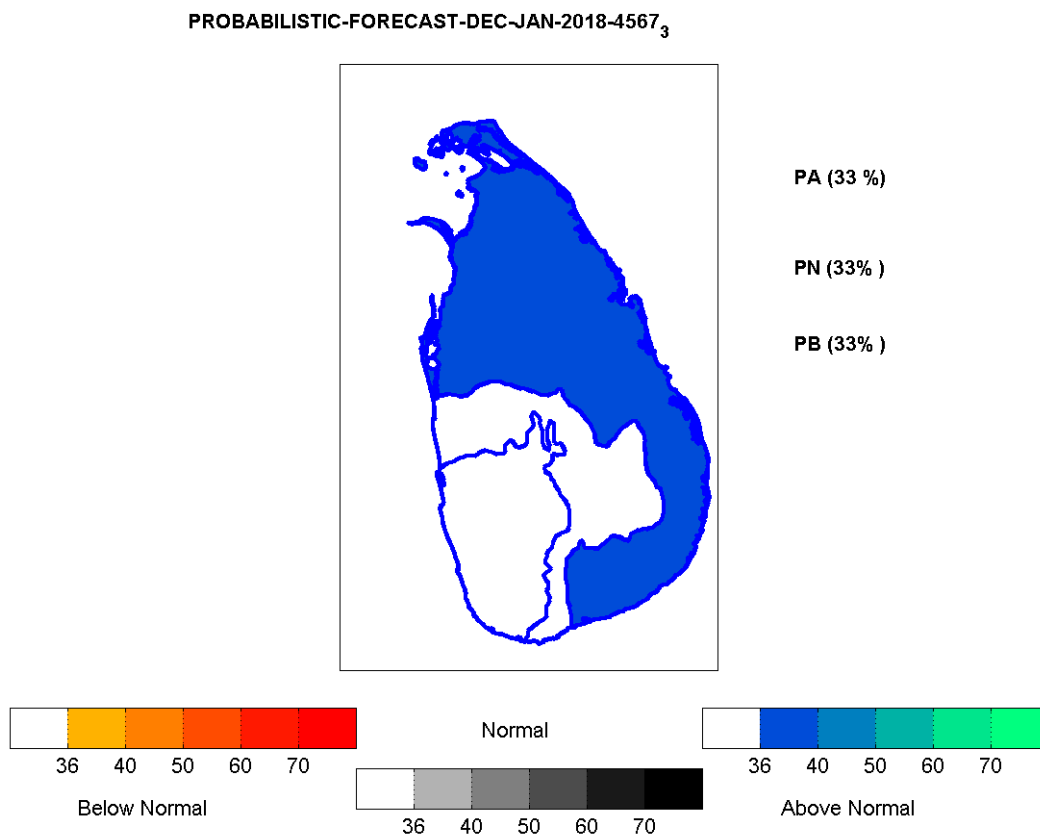 PROBABILISTIC-FORECAST-DEC-JAN-2018-4567₃
PA (33 %)
PN (33% )
PB (33% )
Normal
36 40 50 60 70
36 40 50 60 70
Below Normal
Above Normal
36 40 50 60 70